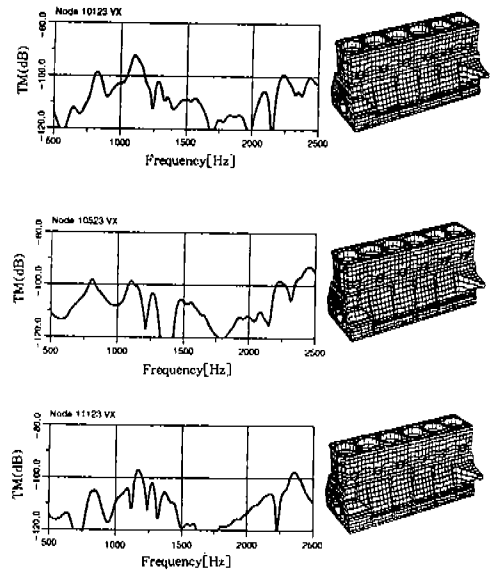 Node 10123 VX
TM(dB)
-80.0
-100.0
-120.0
500 1000 1500 2000 2500
Frequency[Hz]
Node 10523 VX
TM(dB)
-80.0
-100.0
-120.0
500 1000 1500 2000 2500
Frequency[Hz]
Node 11123 VX
TM(dB)
-80.0
-100.0
-120.0
500 1000 1500 2000 2500
Frequency[Hz]